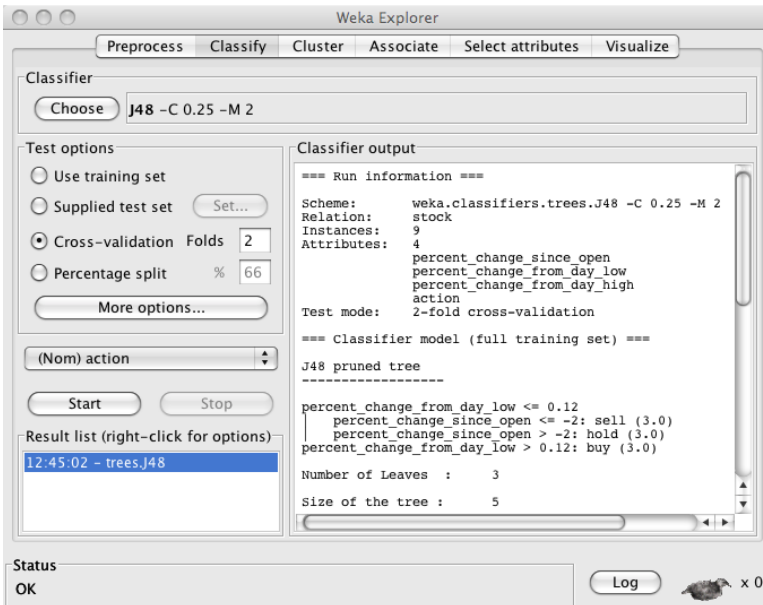 Weka Explorer
Preprocess Classify Cluster Associate Select attributes Visualize
Classifier
Choose J48 -C 0.25 -M 2
Test options
Use training set
Supplied test set Set...
Cross-validation Folds 2
Percentage split % 66
More options...
(Nom) action
Start Stop
Result list (right-click for options)
12:45:02 - trees.J48
Classifier output
=== Run information ===
Scheme: weka.classifiers.trees.J48 -C 0.25 -M 2
Relation: stock
Instances: 9
Attributes: 4
percent_change_since_open
percent_change_from_day_low
percent_change_from_day_high
action
Test mode: 2-fold cross-validation
=== Classifier model (full training set) ===
J48 pruned tree
------------------
percent_change_from_day_low <= 0.12
|   percent_change_since_open <= -2: sell (3.0)
|   percent_change_since_open > -2: hold (3.0)
percent_change_from_day_low > 0.12: buy (3.0)
Number of Leaves : 3
Size of the tree : 5
Status
OK
Log x 0